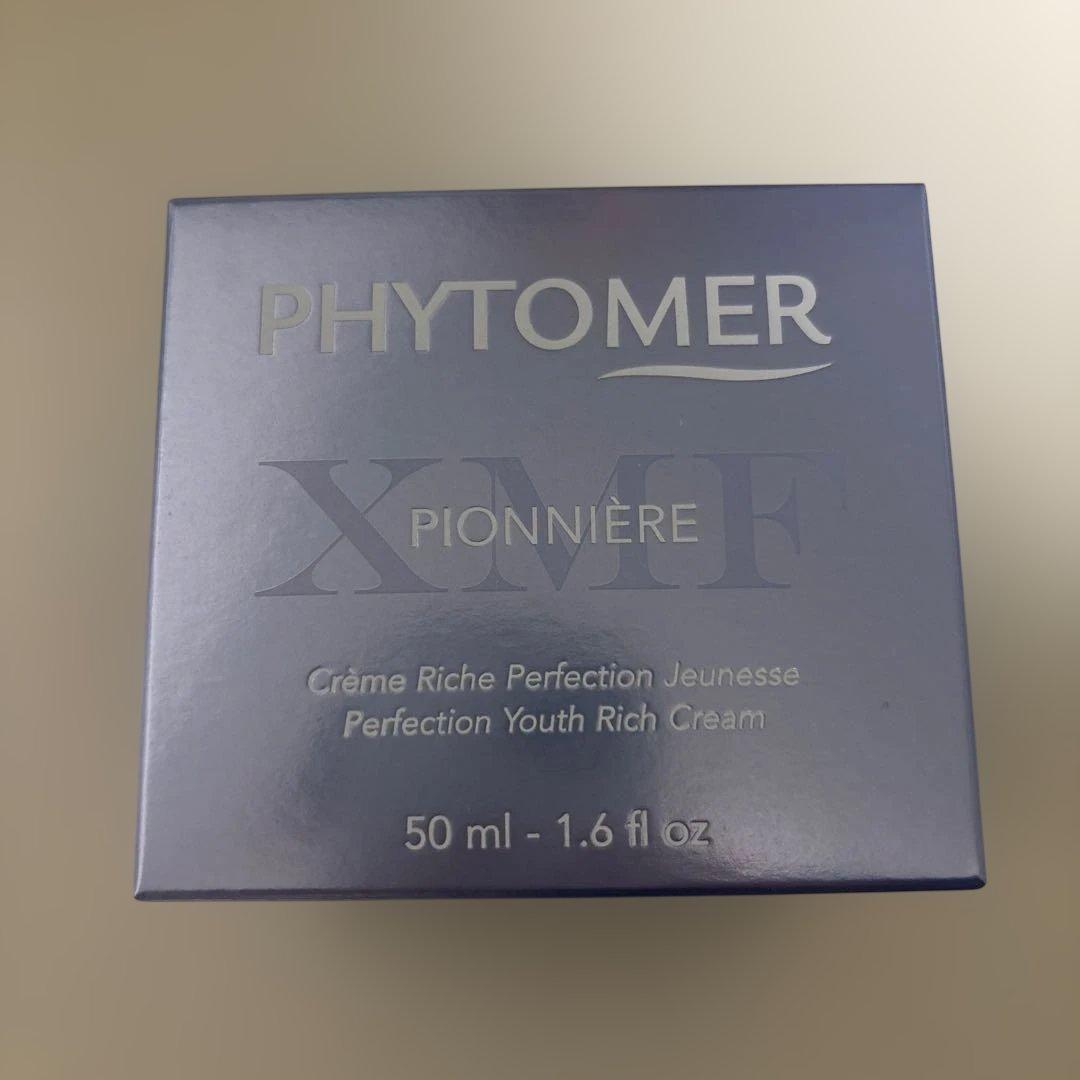 PHYTOMER
XMF
PIONNIÈRE
Crème Riche Perfection Jeunesse
Perfection Youth Rich Cream
50 ml - 1.6 fl oz